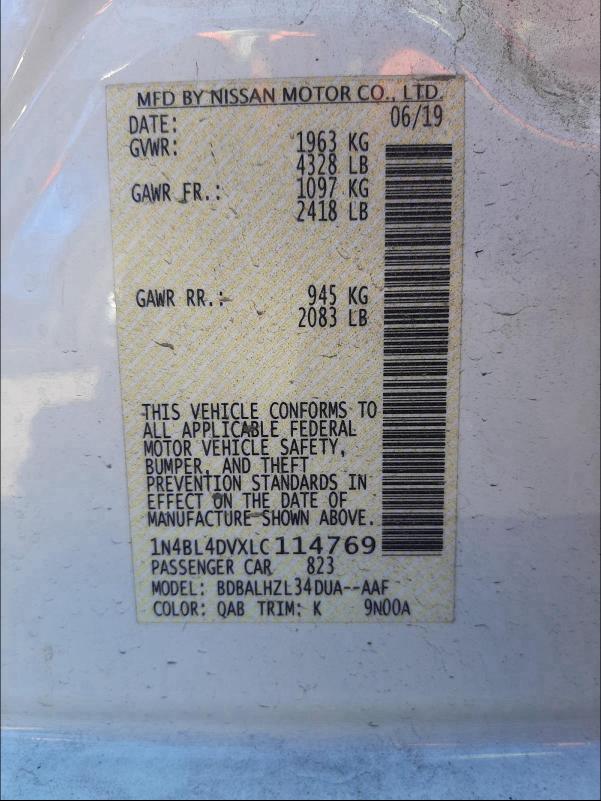 MFD BY NISSAN MOTOR CO., LTD.
DATE: 06/19
GVWR: 1963 KG
4328 LB
GAWR FR.: 1097 KG
2418 LB
GAWR RR.: 945 KG
2083 LB
THIS VEHICLE CONFORMS TO
ALL APPLICABLE FEDERAL
MOTOR VEHICLE SAFETY,
BUMPER, AND THEFT
PREVENTION STANDARDS IN
EFFECT ON THE DATE OF
MANUFACTURE SHOWN ABOVE.
1N4BL4DVXLC114769
PASSENGER CAR 823
MODEL: BDBALHZL34DUA--AAF
COLOR: QAB TRIM: K 9N00A